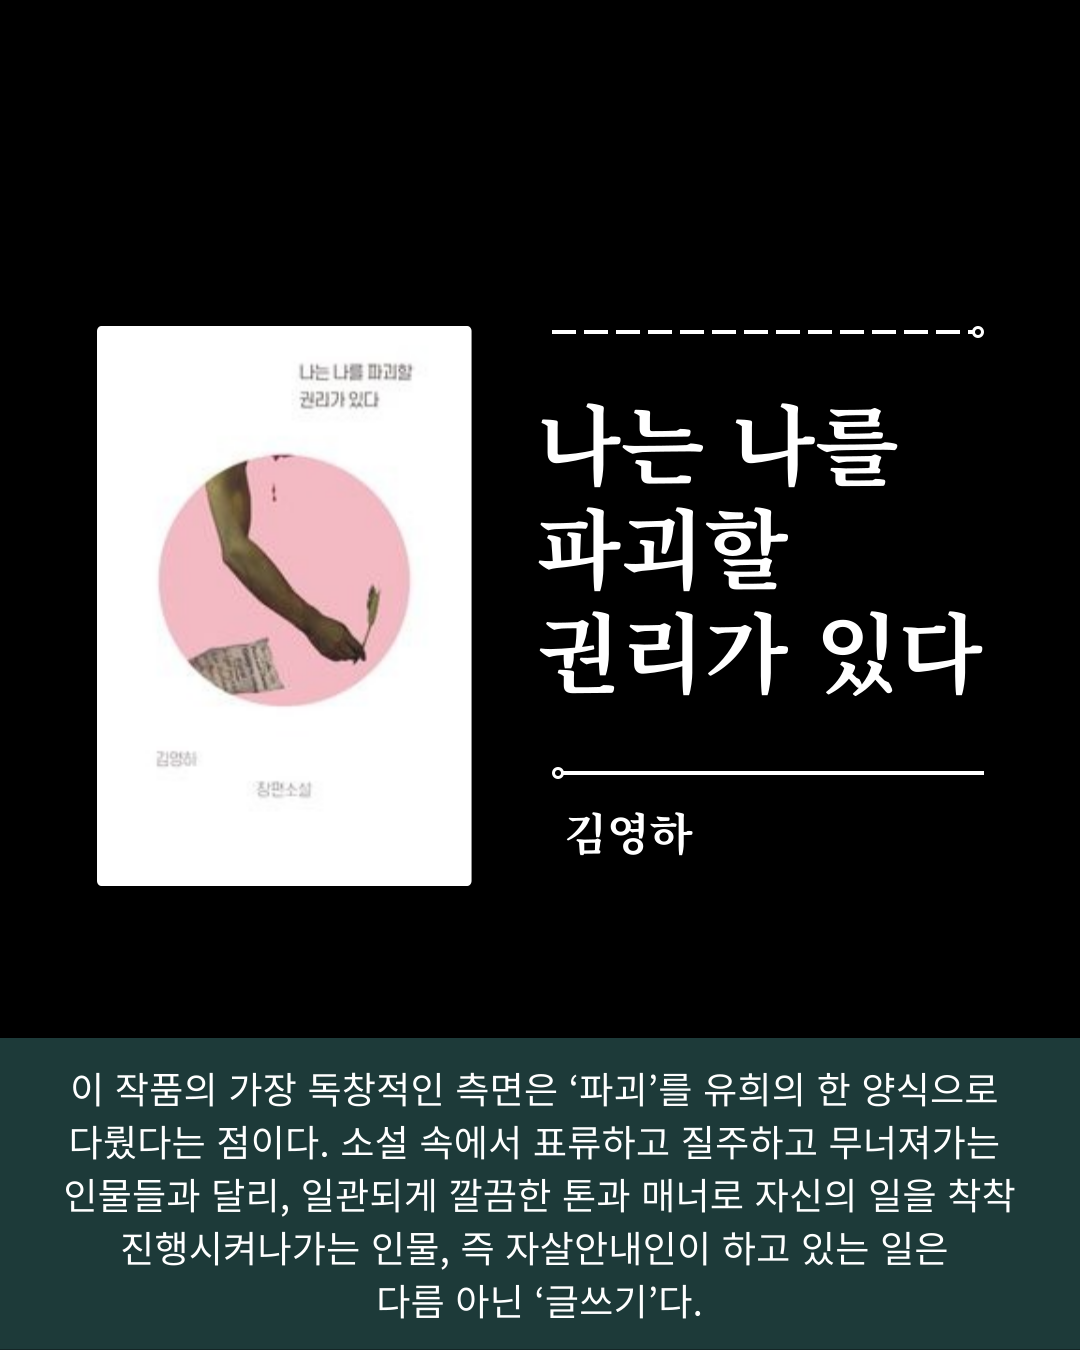 나는 나를 파괴할
권리가 있다
김영하
장편소설
나는 나를
파괴할
권리가 있다
김영하
이 작품의 가장 독창적인 측면은 ‘파괴’를 유희의 한 양식으로
다뤘다는 점이다. 소설 속에서 표류하고 질주하고 무너져가는
인물들과 달리, 일관되게 깔끔한 톤과 매너로 자신의 일을 착착
진행시켜나가는 인물, 즉 자살안내인이 하고 있는 일은
다름 아닌 ‘글쓰기’다.